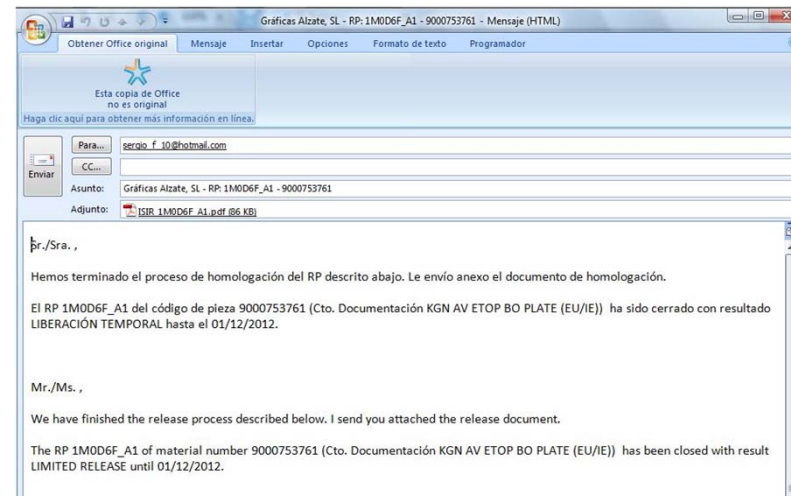 Gráficas Alzate, SL - RP: 1M0D6F_A1 - 9000753761 - Mensaje (HTML)
Obtener Office original Mensaje Insertar Opciones Formato de texto Programador
Esta copia de Office
no es original
Haga clic aquí para obtener más información en línea.
Enviar
Para... sergio_f_10@hotmail.com
CC...
Asunto: Gráficas Alzate, SL - RP: 1M0D6F_A1 - 9000753761
Adjunto: ISIR_1M0D6F_A1.pdf (86 KB)
Sr./Sra. ,
Hemos terminado el proceso de homologación del RP descrito abajo. Le envío anexo el documento de homologación.
El RP 1M0D6F_A1 del código de pieza 9000753761 (Cto. Documentación KGN AV ETOP BO PLATE (EU/IE)) ha sido cerrado con resultado
LIBERACIÓN TEMPORAL hasta el 01/12/2012.
Mr./Ms. ,
We have finished the release process described below. I send you attached the release document.
The RP 1M0D6F_A1 of material number 9000753761 (Cto. Documentación KGN AV ETOP BO PLATE (EU/IE)) has been closed with result
LIMITED RELEASE until 01/12/2012.